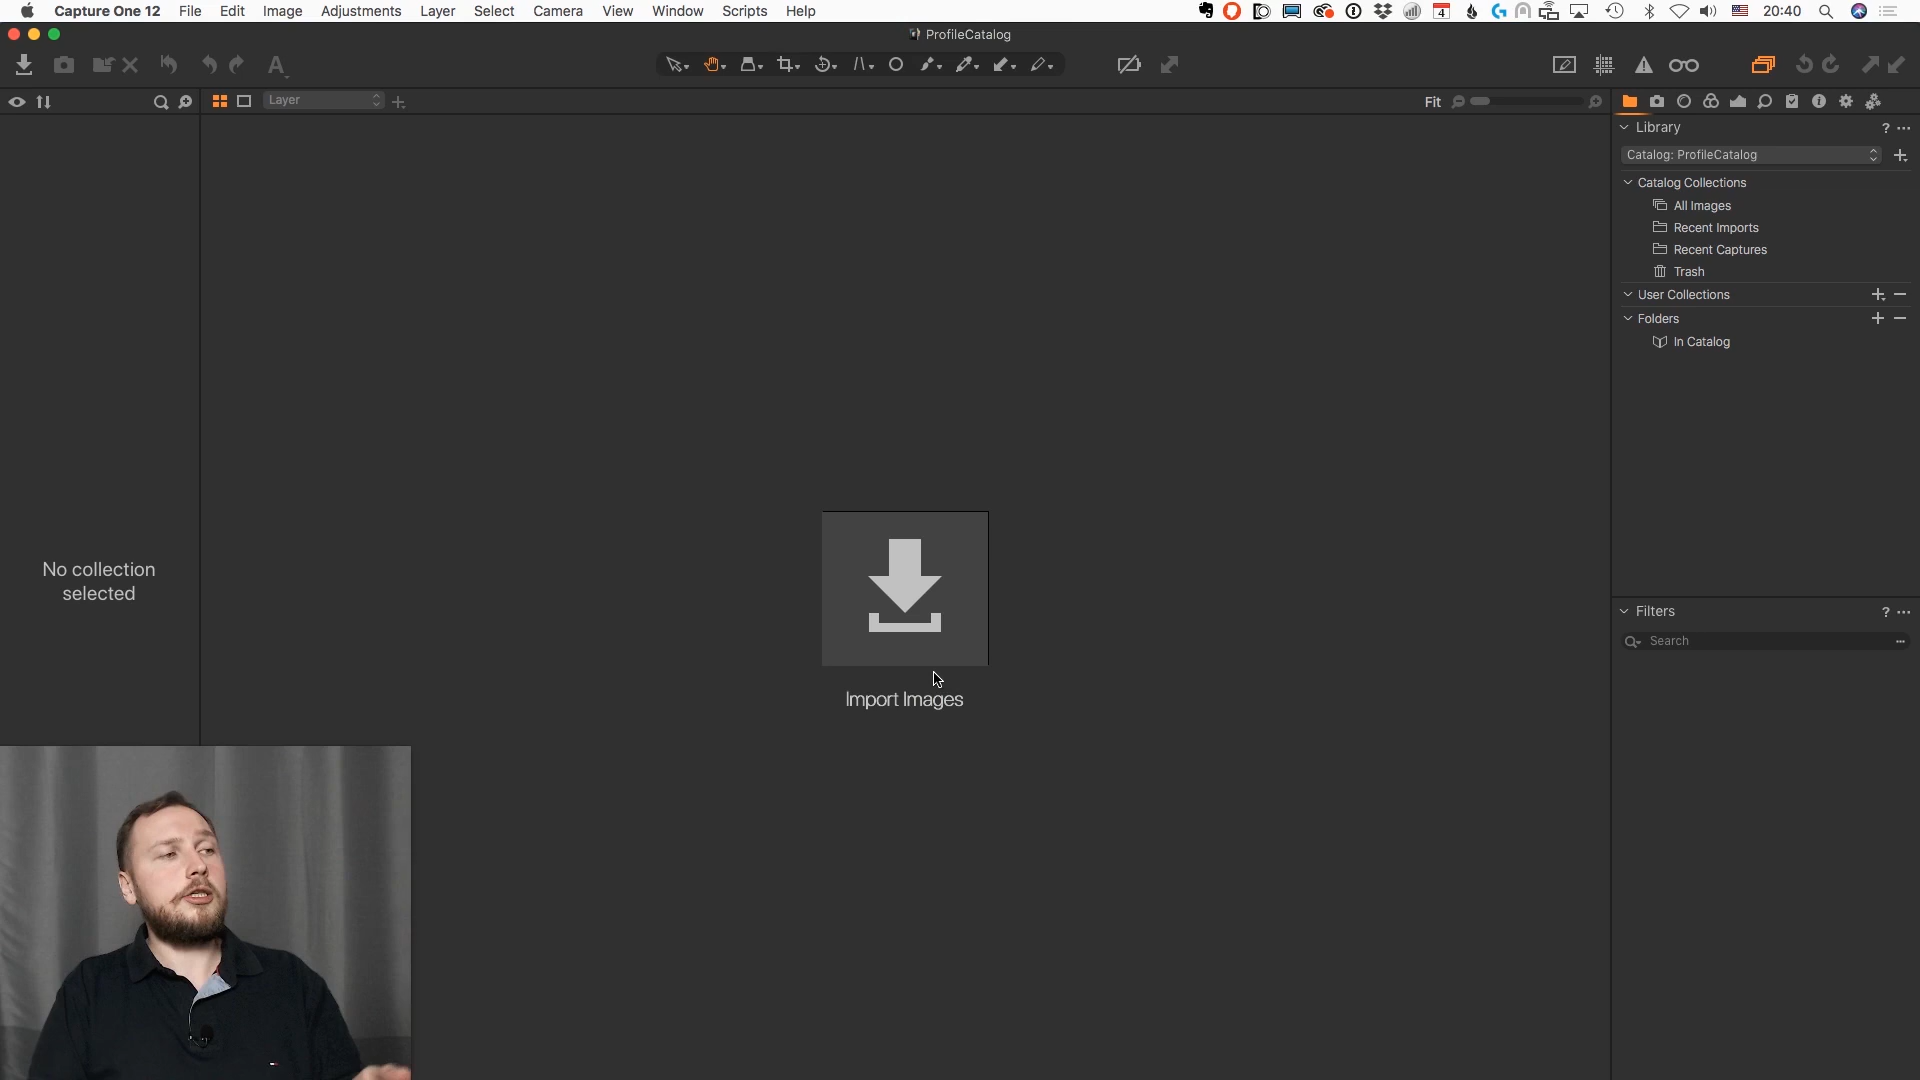 Capture One 12 File Edit Image Adjustments Layer Select Camera View Window Scripts Help 4 20:40
ProfileCatalog
A
Layer
Fit
Library ?
Catalog: ProfileCatalog
Catalog Collections
All Images
Recent Imports
Recent Captures
Trash
User Collections
Folders
In Catalog
No collection
selected
Import Images
Filters ?
Search